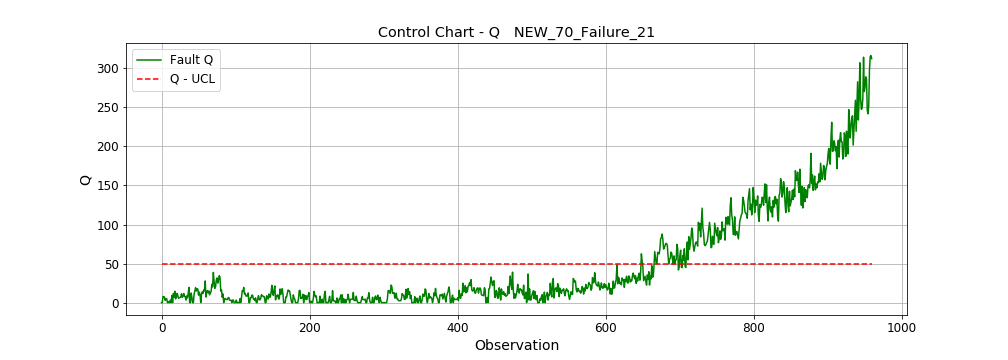 Control Chart - Q   NEW_70_Failure_21
Fault Q
Q - UCL
300
250
200
150
100
50
0
Q
0 200 400 600 800 1000
Observation